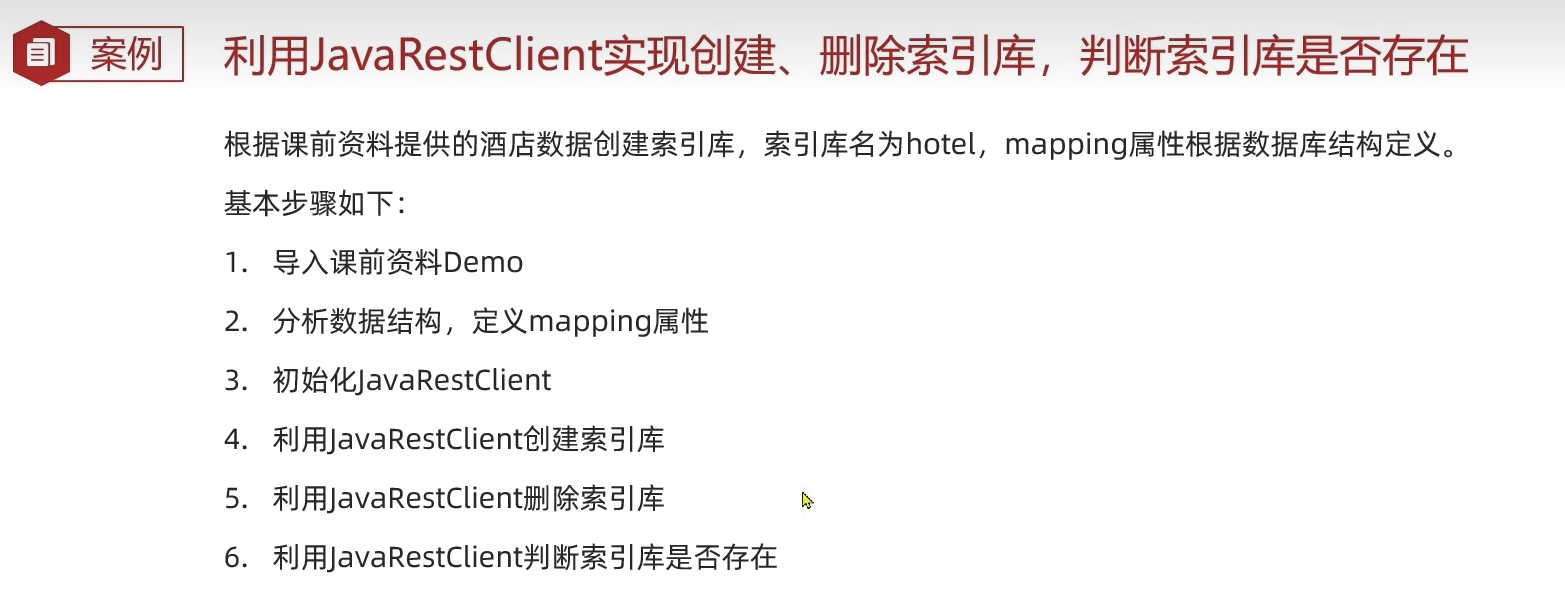 案例
利用JavaRestClient实现创建、删除索引库，判断索引库是否存在
根据课前资料提供的酒店数据创建索引库，索引库名为hotel，mapping属性根据数据库结构定义。
基本步骤如下：
1. 导入课前资料Demo
2. 分析数据结构，定义mapping属性
3. 初始化JavaRestClient
4. 利用JavaRestClient创建索引库
5. 利用JavaRestClient删除索引库
6. 利用JavaRestClient判断索引库是否存在